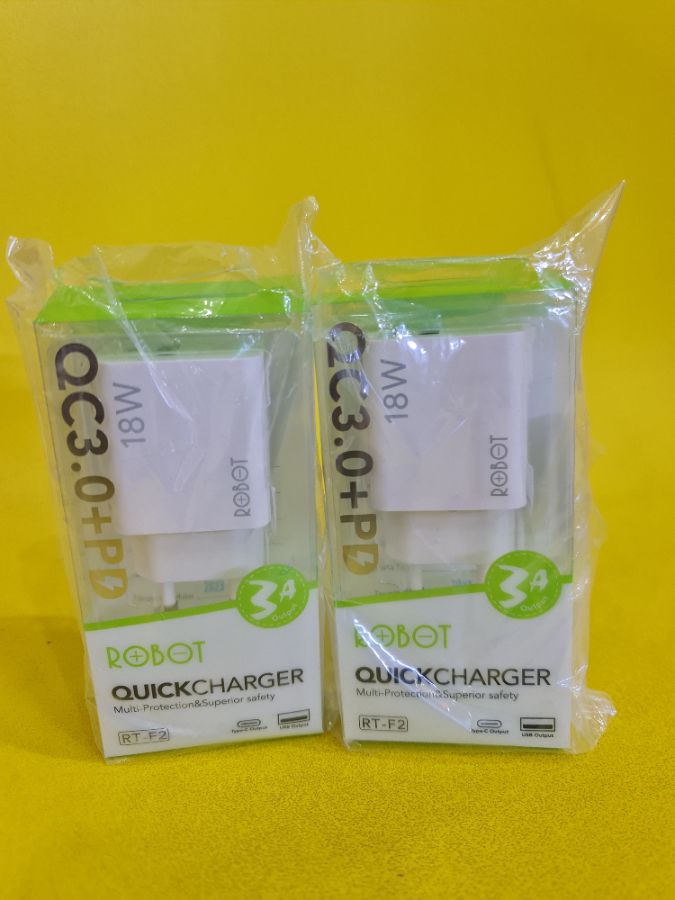 QC3.0+PD
18W
ROBOT
3A
Output
ROBOT
QUICKCHARGER
Multi-Protection&Superior safety
RT-F2
Type-C Output
USB Output
QC3.0+PD
18W
ROBOT
3A
Output
ROBOT
QUICKCHARGER
Multi-Protection&Superior safety
RT-F2
Type-C Output
USB Output